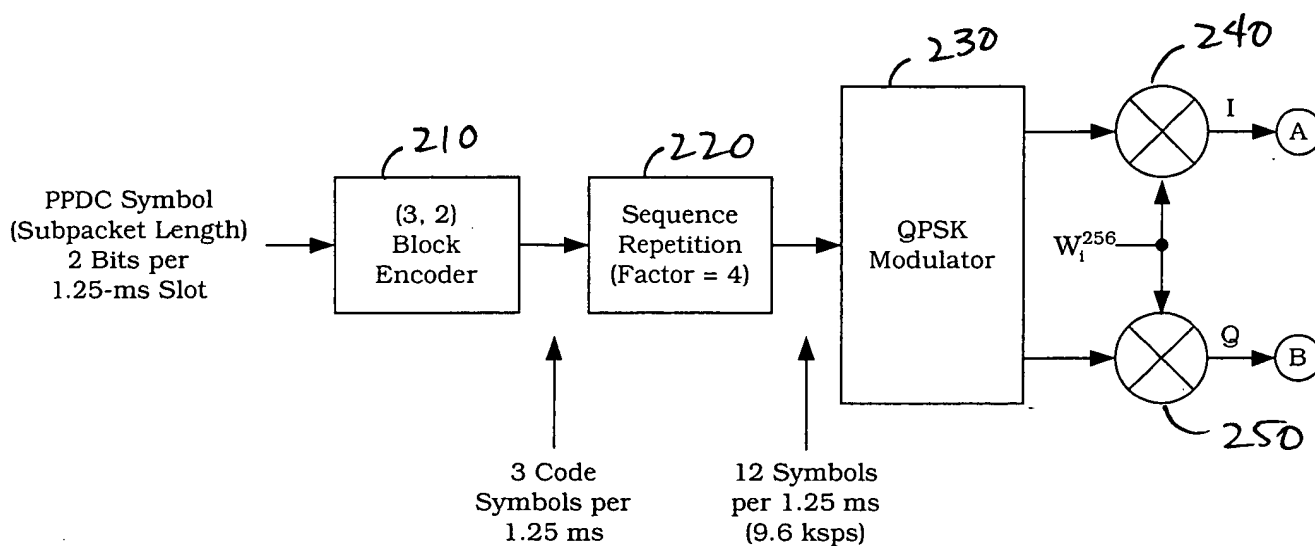 230
240
I
A
210
220
PPDC Symbol
(Subpacket Length)
2 Bits per
1.25-ms Slot
(3, 2)
Block
Encoder
Sequence
Repetition
(Factor = 4)
QPSK
Modulator
W_i^256
Q
B
250
3 Code
Symbols per
1.25 ms
12 Symbols
per 1.25 ms
(9.6 ksps)